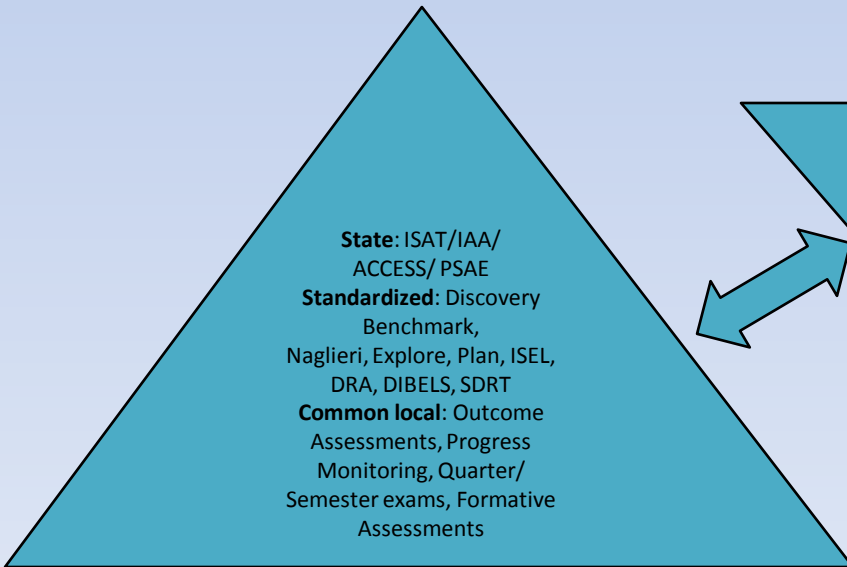 State: ISAT/IAA/
ACCESS/ PSAE
Standardized: Discovery
Benchmark,
Naglieri, Explore, Plan, ISEL,
DRA, DIBELS, SDRT
Common local: Outcome
Assessments, Progress
Monitoring, Quarter/
Semester exams, Formative
Assessments